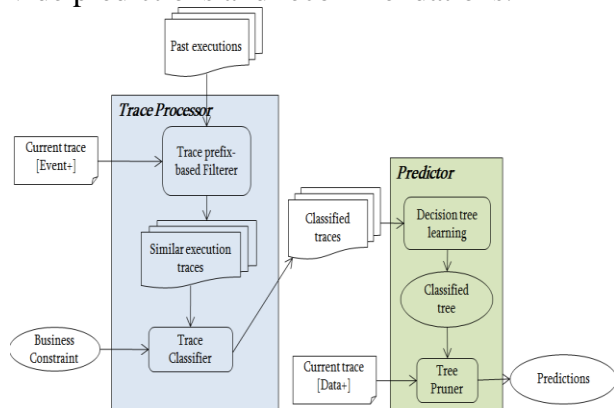 Past executions
Trace Processor
Current trace
[Event+]
Trace prefix-
based Filterer
Similar execution
traces
Business
Constraint
Trace
Classifier
Classified
traces
Predictor
Decision tree
learning
Classified
tree
Current trace
[Data+]
Tree
Pruner
Predictions